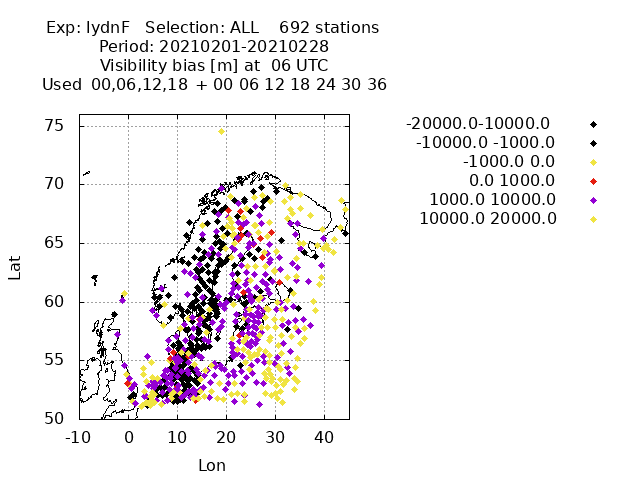 Exp: IydnF   Selection: ALL    692 stations
Period: 20210201-20210228
Visibility bias [m] at  06 UTC
Used  00,06,12,18  + 00 06 12 18 24 30 36
-20000.0-10000.0
-10000.0 -1000.0
-1000.0 0.0
0.0 1000.0
1000.0 10000.0
10000.0 20000.0
75
70
65
60
55
50
Lat
-10 0 10 20 30 40
Lon